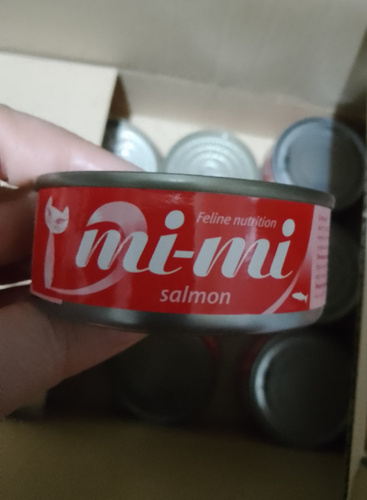 Feline nutrition
mi-mi
salmon